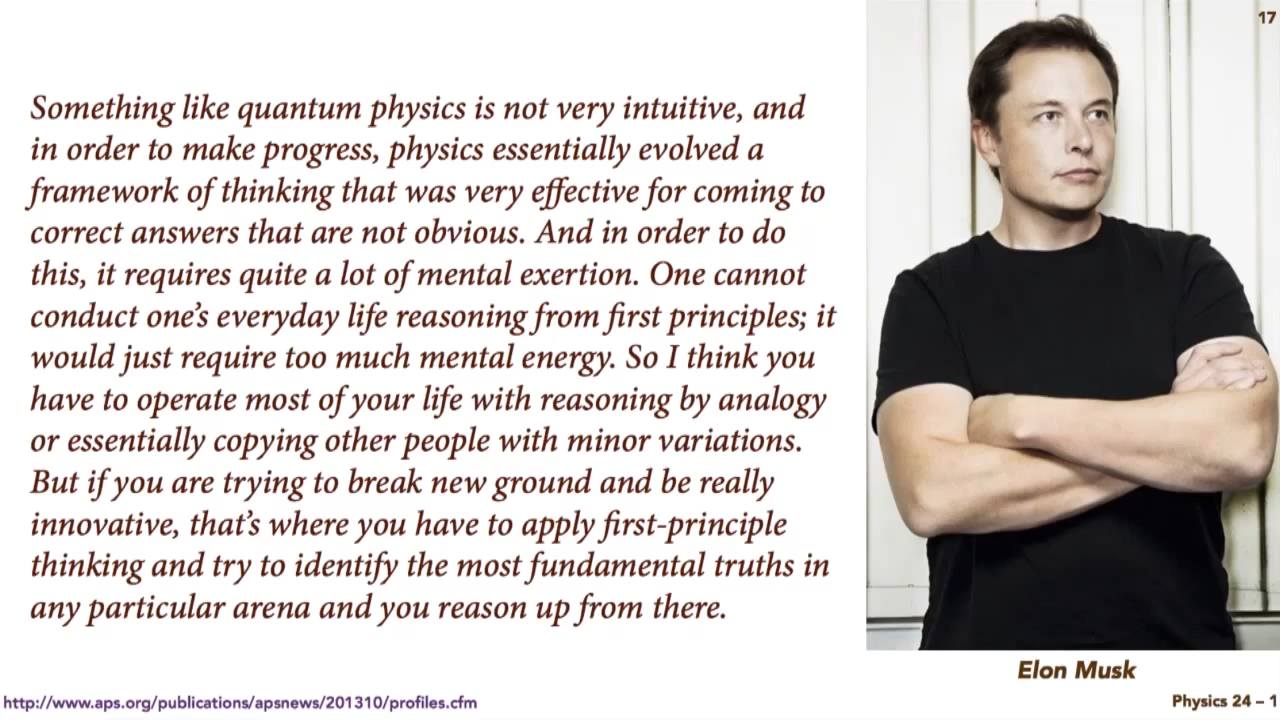 17
Something like quantum physics is not very intuitive, and
in order to make progress, physics essentially evolved a
framework of thinking that was very effective for coming to
correct answers that are not obvious. And in order to do
this, it requires quite a lot of mental exertion. One cannot
conduct one’s everyday life reasoning from first principles; it
would just require too much mental energy. So I think you
have to operate most of your life with reasoning by analogy
or essentially copying other people with minor variations.
But if you are trying to break new ground and be really
innovative, that’s where you have to apply first-principle
thinking and try to identify the most fundamental truths in
any particular arena and you reason up from there.
Elon Musk
http://www.aps.org/publications/apsnews/201310/profiles.cfm
Physics 24 – 1